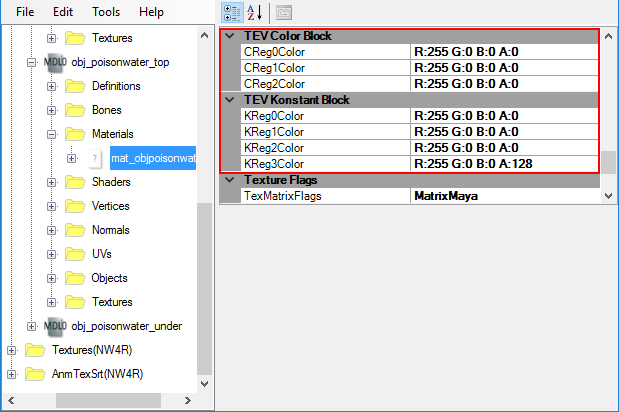 File Edit Tools Help
Textures
MDL0 obj_poisonwater_top
Definitions
Bones
Materials
? mat_objpoisonwat
Shaders
Vertices
Normals
UVs
Objects
Textures
MDL0 obj_poisonwater_under
Textures(NW4R)
AnmTexSrt(NW4R)
A Z
TEV Color Block
CReg0Color R:255 G:0 B:0 A:0
CReg1Color R:255 G:0 B:0 A:0
CReg2Color R:255 G:0 B:0 A:0
TEV Konstant Block
KReg0Color R:255 G:0 B:0 A:0
KReg1Color R:255 G:0 B:0 A:0
KReg2Color R:255 G:0 B:0 A:0
KReg3Color R:255 G:0 B:0 A:128
Texture Flags
TexMatrixFlags MatrixMaya